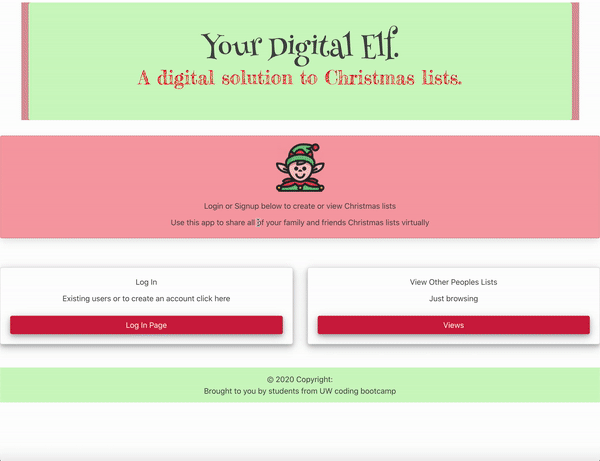 Your Digital Elf.
A digital solution to Christmas lists.
Login or Signup below to create or view Christmas lists
Use this app to share all of your family and friends Christmas lists virtually
Log In
Existing users or to create an account click here
Log In Page
View Other Peoples Lists
Just browsing
Views
© 2020 Copyright:
Brought to you by students from UW coding bootcamp